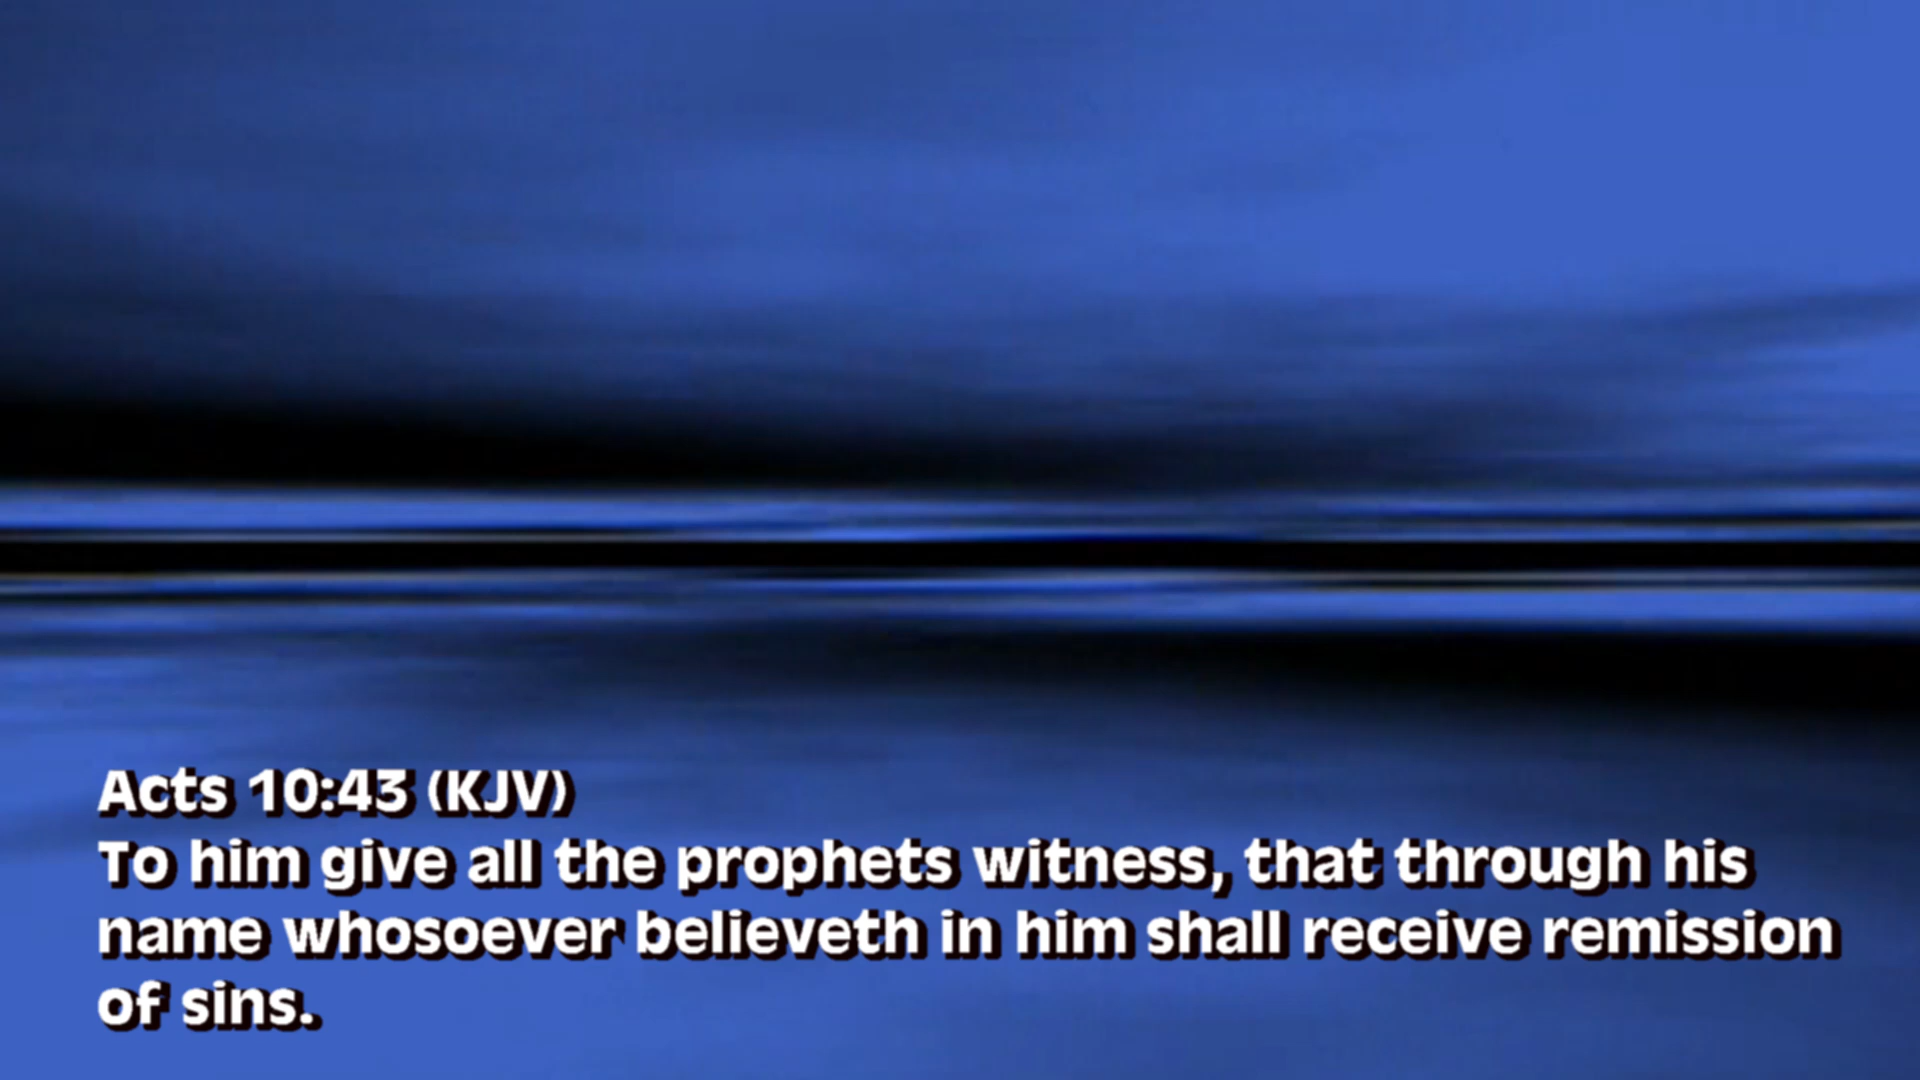 Acts 10:43 (KJV)
To him give all the prophets witness, that through his
name whosoever believeth in him shall receive remission
of sins.